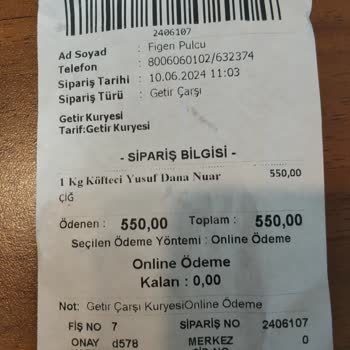 2406107
Ad Soyad : Figen Pulcu
Telefon : 8006060102/632374
Sipariş Tarihi : 10.06.2024 11:03
Sipariş Türü : Getir Çarşı
Getir Kuryesi
Tarif:Getir Kuryesi
- SİPARİŞ BİLGİSİ -
1 Kg Köfteci Yusuf Dana Nuar 550,00
ÇİĞ
Ödenen : 550,00 Toplam : 550,00
Seçilen Ödeme Yöntemi : Online Ödeme
Online Ödeme
Kalan : 0,00
Not: Getir Çarşı KuryesiOnline Ödeme
FİŞ NO 7 SİPARİŞ NO 2406107
ONAY d578 MERKEZ 0